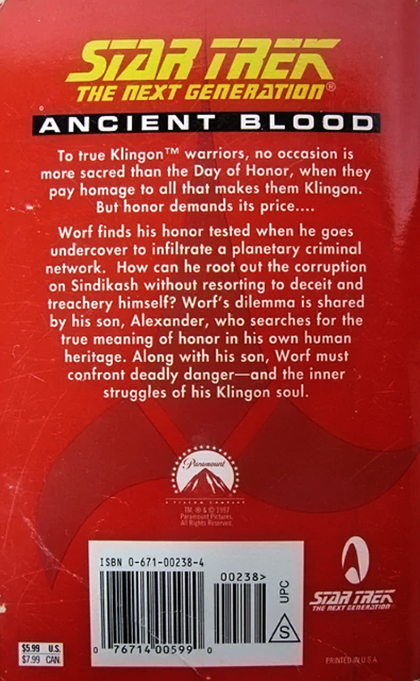 STAR TREK
THE NEXT GENERATION®
ANCIENT BLOOD
To true Klingon™ warriors, no occasion is
more sacred than the Day of Honor, when they
pay homage to all that makes them Klingon.
But honor demands its price....
Worf finds his honor tested when he goes
undercover to infiltrate a planetary criminal
network. How can he root out the corruption
on Sindikash without resorting to deceit and
treachery himself? Worf's dilemma is shared
by his son, Alexander, who searches for the
true meaning of honor in his own human
heritage. Along with his son, Worf must
confront deadly danger—and the inner
struggles of his Klingon soul.
Paramount
A VIACOM COMPANY
TM, ® & © 1997
Paramount Pictures.
All Rights Reserved.
ISBN 0-671-00238-4
00238>
UPC
S
0 76714 00599 0
STAR TREK
THE NEXT GENERATION
$5.99 U.S.
$7.99 CAN.
PRINTED IN U.S.A.